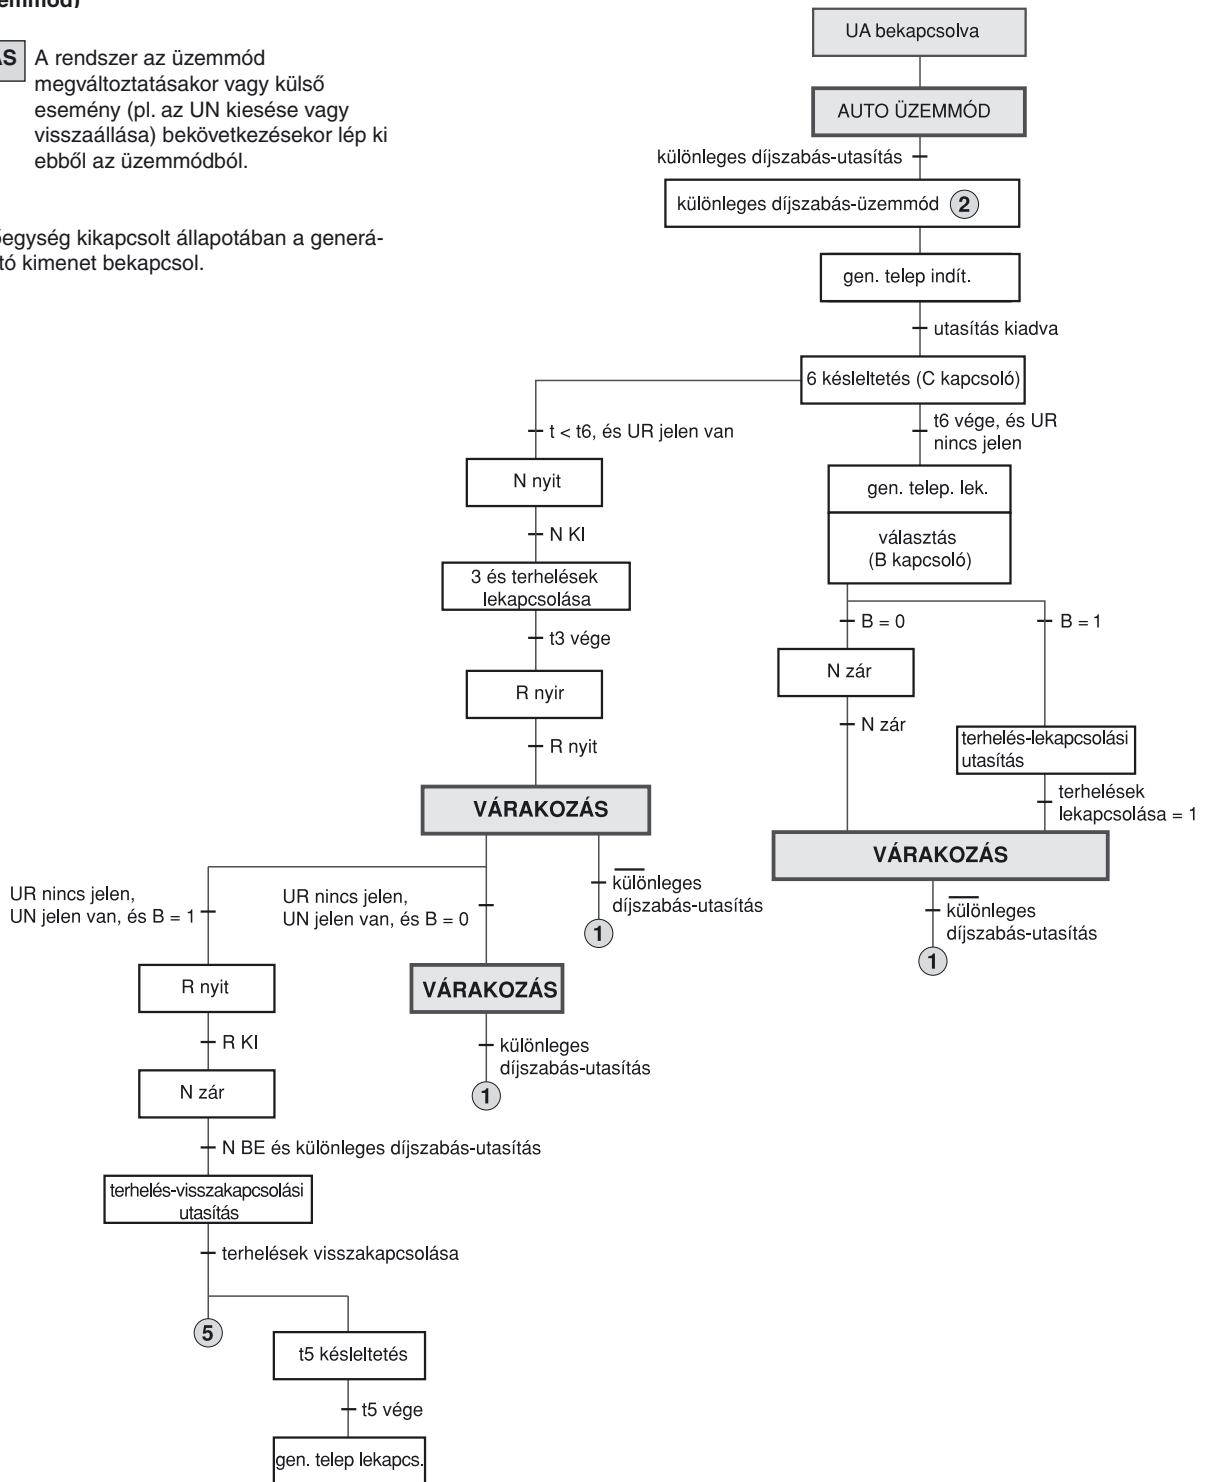 ÁS
A rendszer az üzemmód
megváltoztatásakor vagy külső
esemény (pl. az UN kiesése vagy
visszaállása) bekövetkezésekor lép ki
ebből az üzemmódból.
egység kikapcsolt állapotában a generá-
tó kimenet bekapcsol.
UA bekapcsolva
AUTO ÜZEMMÓD
különleges díjszabás-utasítás
különleges díjszabás-üzemmód 2
gen. telep indít.
utasítás kiadva
6 késleltetés (C kapcsoló)
t < t6, és UR jelen van
t6 vége, és UR
nincs jelen
N nyit
gen. telep. lek.
N KI
választás
(B kapcsoló)
3 és terhelések
lekapcsolása
B = 0
B = 1
t3 vége
N zár
R nyir
N zár
R nyit
terhelés-lekapcsolási
utasítás
terhelések
lekapcsolása = 1
VÁRAKOZÁS
VÁRAKOZÁS
UR nincs jelen,
UN jelen van, és B = 1
UR nincs jelen,
UN jelen van, és B = 0
különleges
díjszabás-utasítás
1
különleges
díjszabás-utasítás
1
R nyit
VÁRAKOZÁS
R KI
különleges
díjszabás-utasítás
1
N zár
N BE és különleges díjszabás-utasítás
terhelés-visszakapcsolási
utasítás
terhelések visszakapcsolása
5
t5 késleltetés
t5 vége
gen. telep lekapcs.